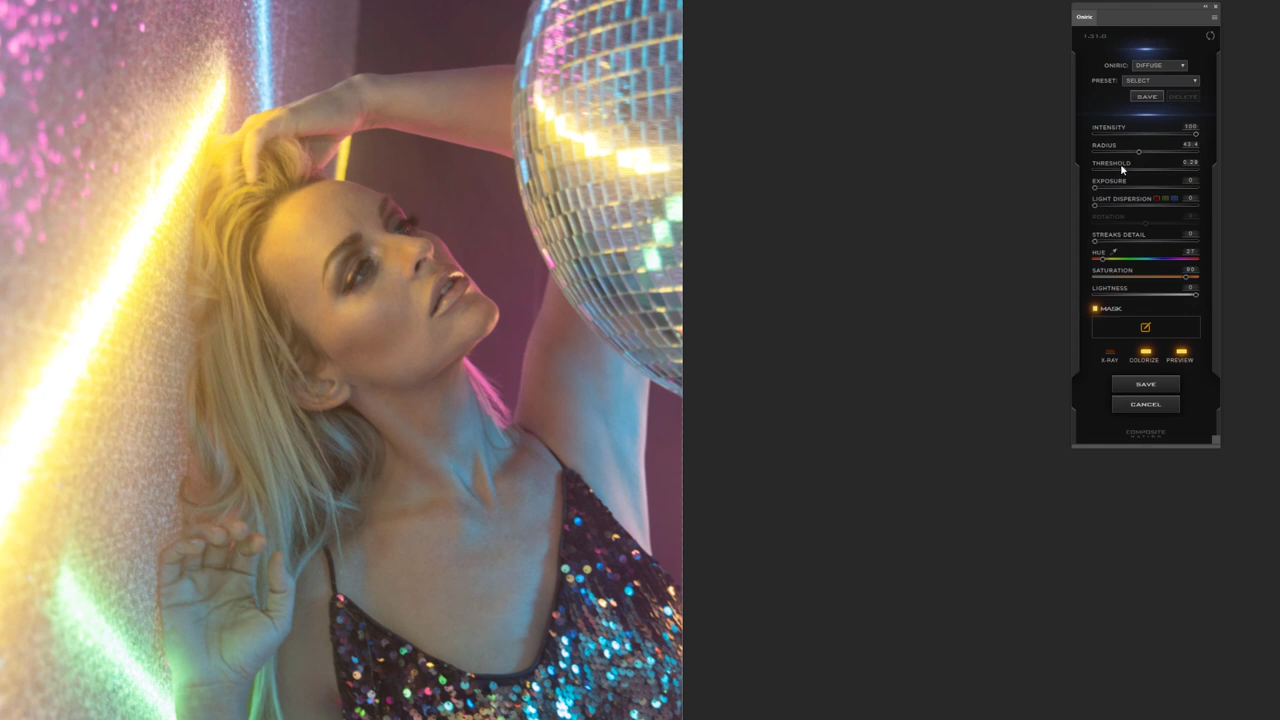 Oniric
1.31.0
ONIRIC: DIFFUSE
PRESET: SELECT
SAVE DELETE
INTENSITY 100
RADIUS 43.4
THRESHOLD 0.29
EXPOSURE 0
LIGHT DISPERSION 0
ROTATION
STREAKS DETAIL 0
HUE 27
SATURATION 90
LIGHTNESS 0
MASK
X-RAY COLORIZE PREVIEW
SAVE
CANCEL
COMPOSITE
NATION